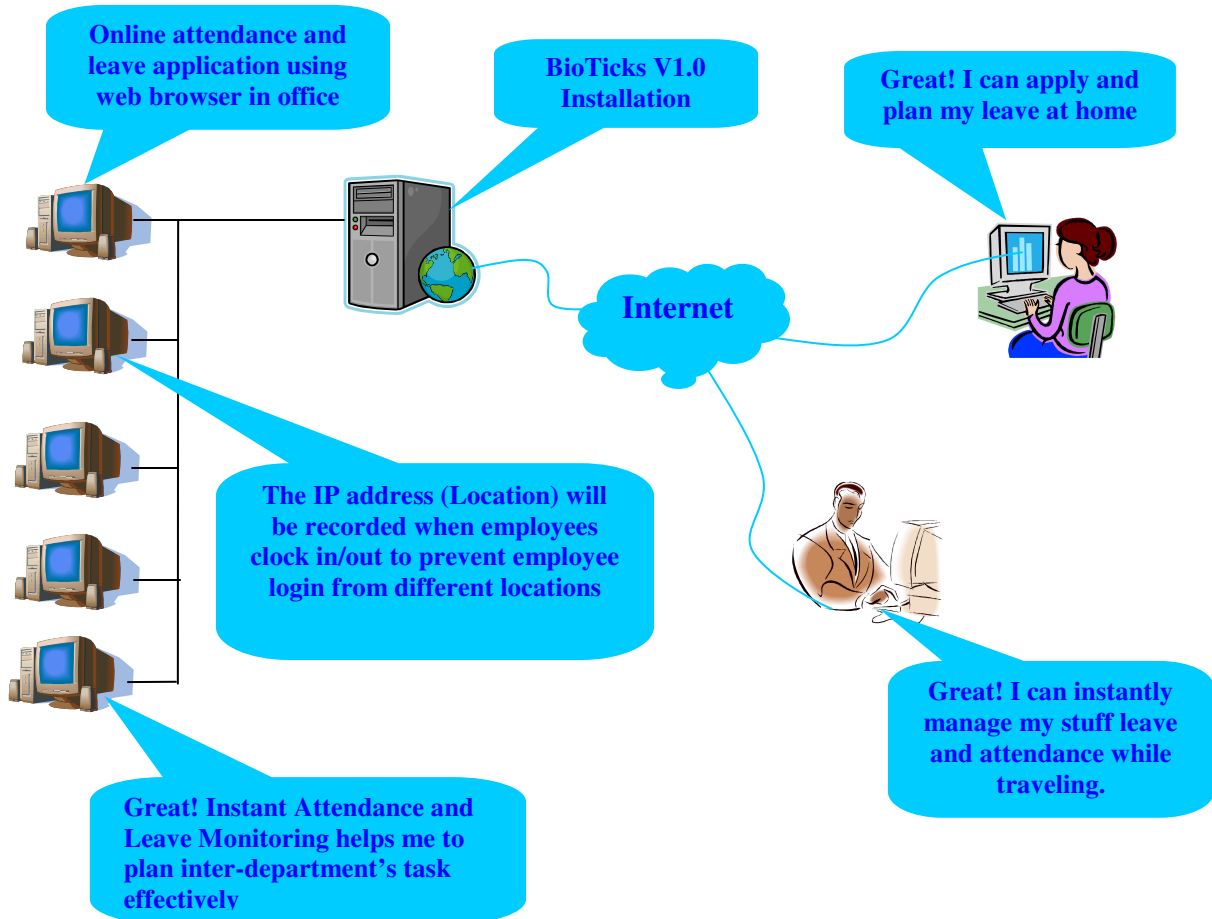 Online attendance and
leave application using
web browser in office
BioTicks V1.0
Installation
Great! I can apply and
plan my leave at home
Internet
The IP address (Location) will
be recorded when employees
clock in/out to prevent employee
login from different locations
Great! I can instantly
manage my stuff leave
and attendance while
traveling.
Great! Instant Attendance and
Leave Monitoring helps me to
plan inter-department’s task
effectively